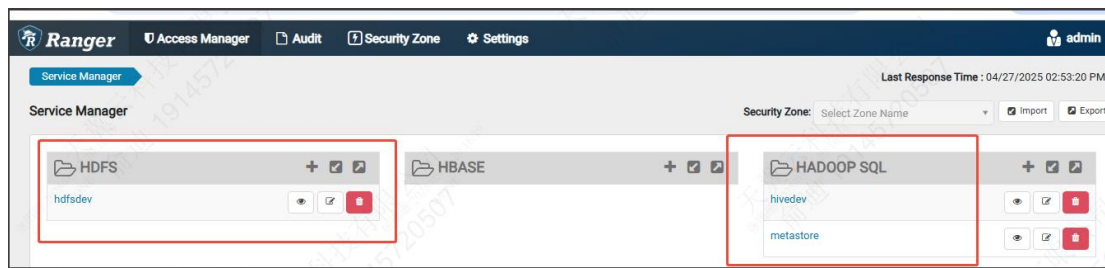 Ranger Access Manager Audit Security Zone Settings admin
Service Manager
Last Response Time : 04/27/2025 02:53:20 PM
Service Manager
Security Zone: Select Zone Name Import Export
HDFS HBASE HADOOP SQL
hdfsdev hivedev
metastore